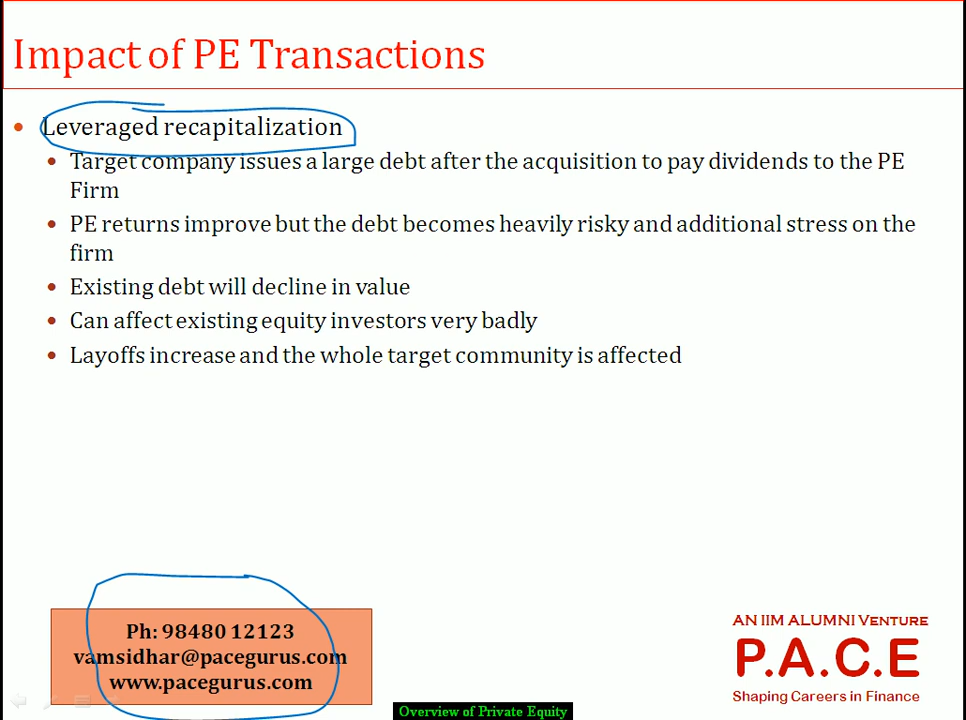 Impact of PE Transactions
Leveraged recapitalization
Target company issues a large debt after the acquisition to pay dividends to the PE
Firm
PE returns improve but the debt becomes heavily risky and additional stress on the
firm
Existing debt will decline in value
Can affect existing equity investors very badly
Layoffs increase and the whole target community is affected
Ph: 98480 12123
vamsidhar@pacegurus.com
www.pacegurus.com
AN IIM ALUMNI VENTURE
P.A.C.E
Shaping Careers in Finance
Overview of Private Equity